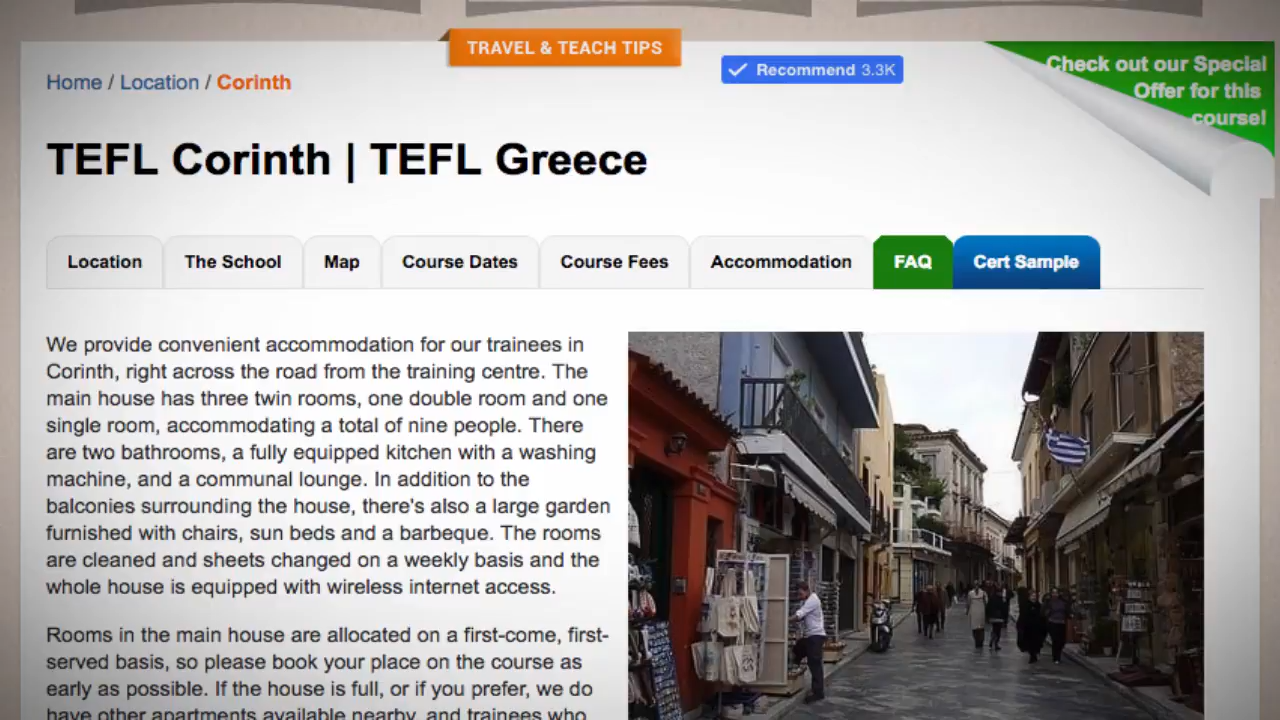 TRAVEL & TEACH TIPS
Home / Location / Corinth
Recommend 3.3K
Check out our Special
Offer for this
course!
TEFL Corinth | TEFL Greece
Location The School Map Course Dates Course Fees Accommodation FAQ Cert Sample
We provide convenient accommodation for our trainees in
Corinth, right across the road from the training centre. The
main house has three twin rooms, one double room and one
single room, accommodating a total of nine people. There
are two bathrooms, a fully equipped kitchen with a washing
machine, and a communal lounge. In addition to the
balconies surrounding the house, there's also a large garden
furnished with chairs, sun beds and a barbeque. The rooms
are cleaned and sheets changed on a weekly basis and the
whole house is equipped with wireless internet access.
Rooms in the main house are allocated on a first-come, first-
served basis, so please book your place on the course as
early as possible. If the house is full, or if you prefer, we do
have other apartments available nearby, and trainees who